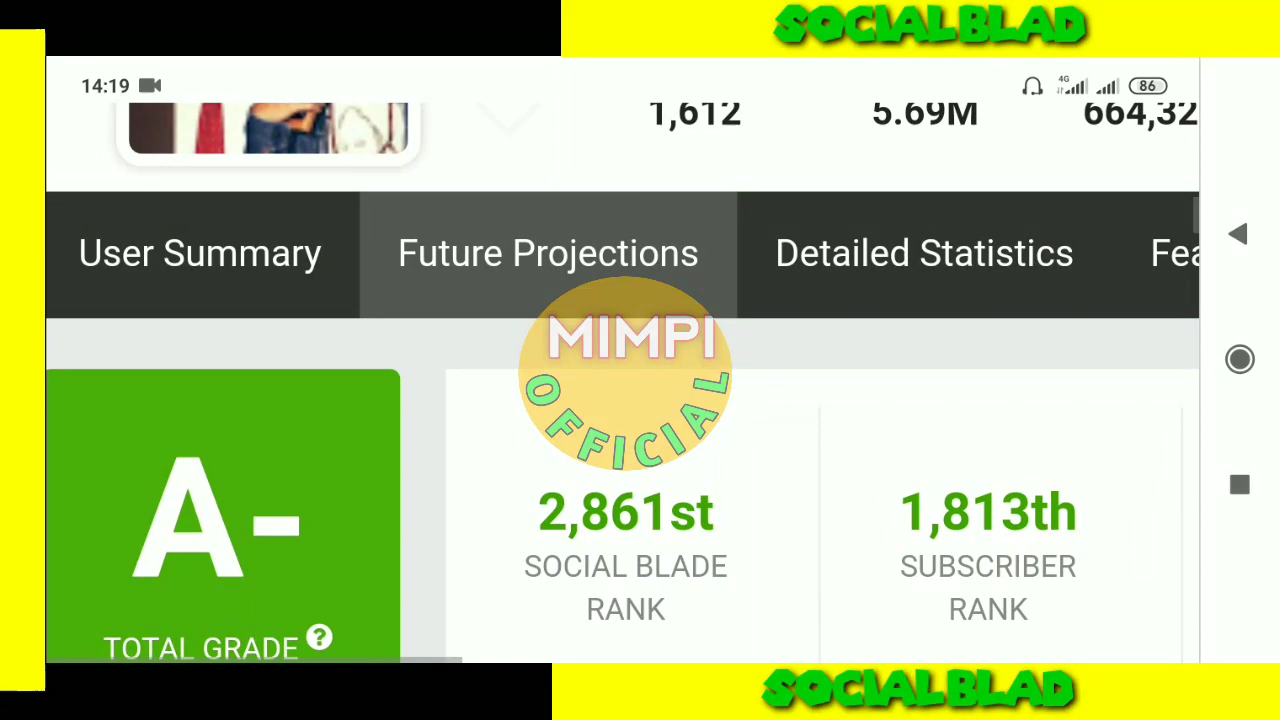 SOCIALBLAD
14:19
4G
86
1,612
5.69M
664,32
User Summary
Future Projections
Detailed Statistics
Fea
MIMPI
OFFICIAL
A-
TOTAL GRADE ?
2,861st
SOCIAL BLADE
RANK
1,813th
SUBSCRIBER
RANK
SOCIALBLAD